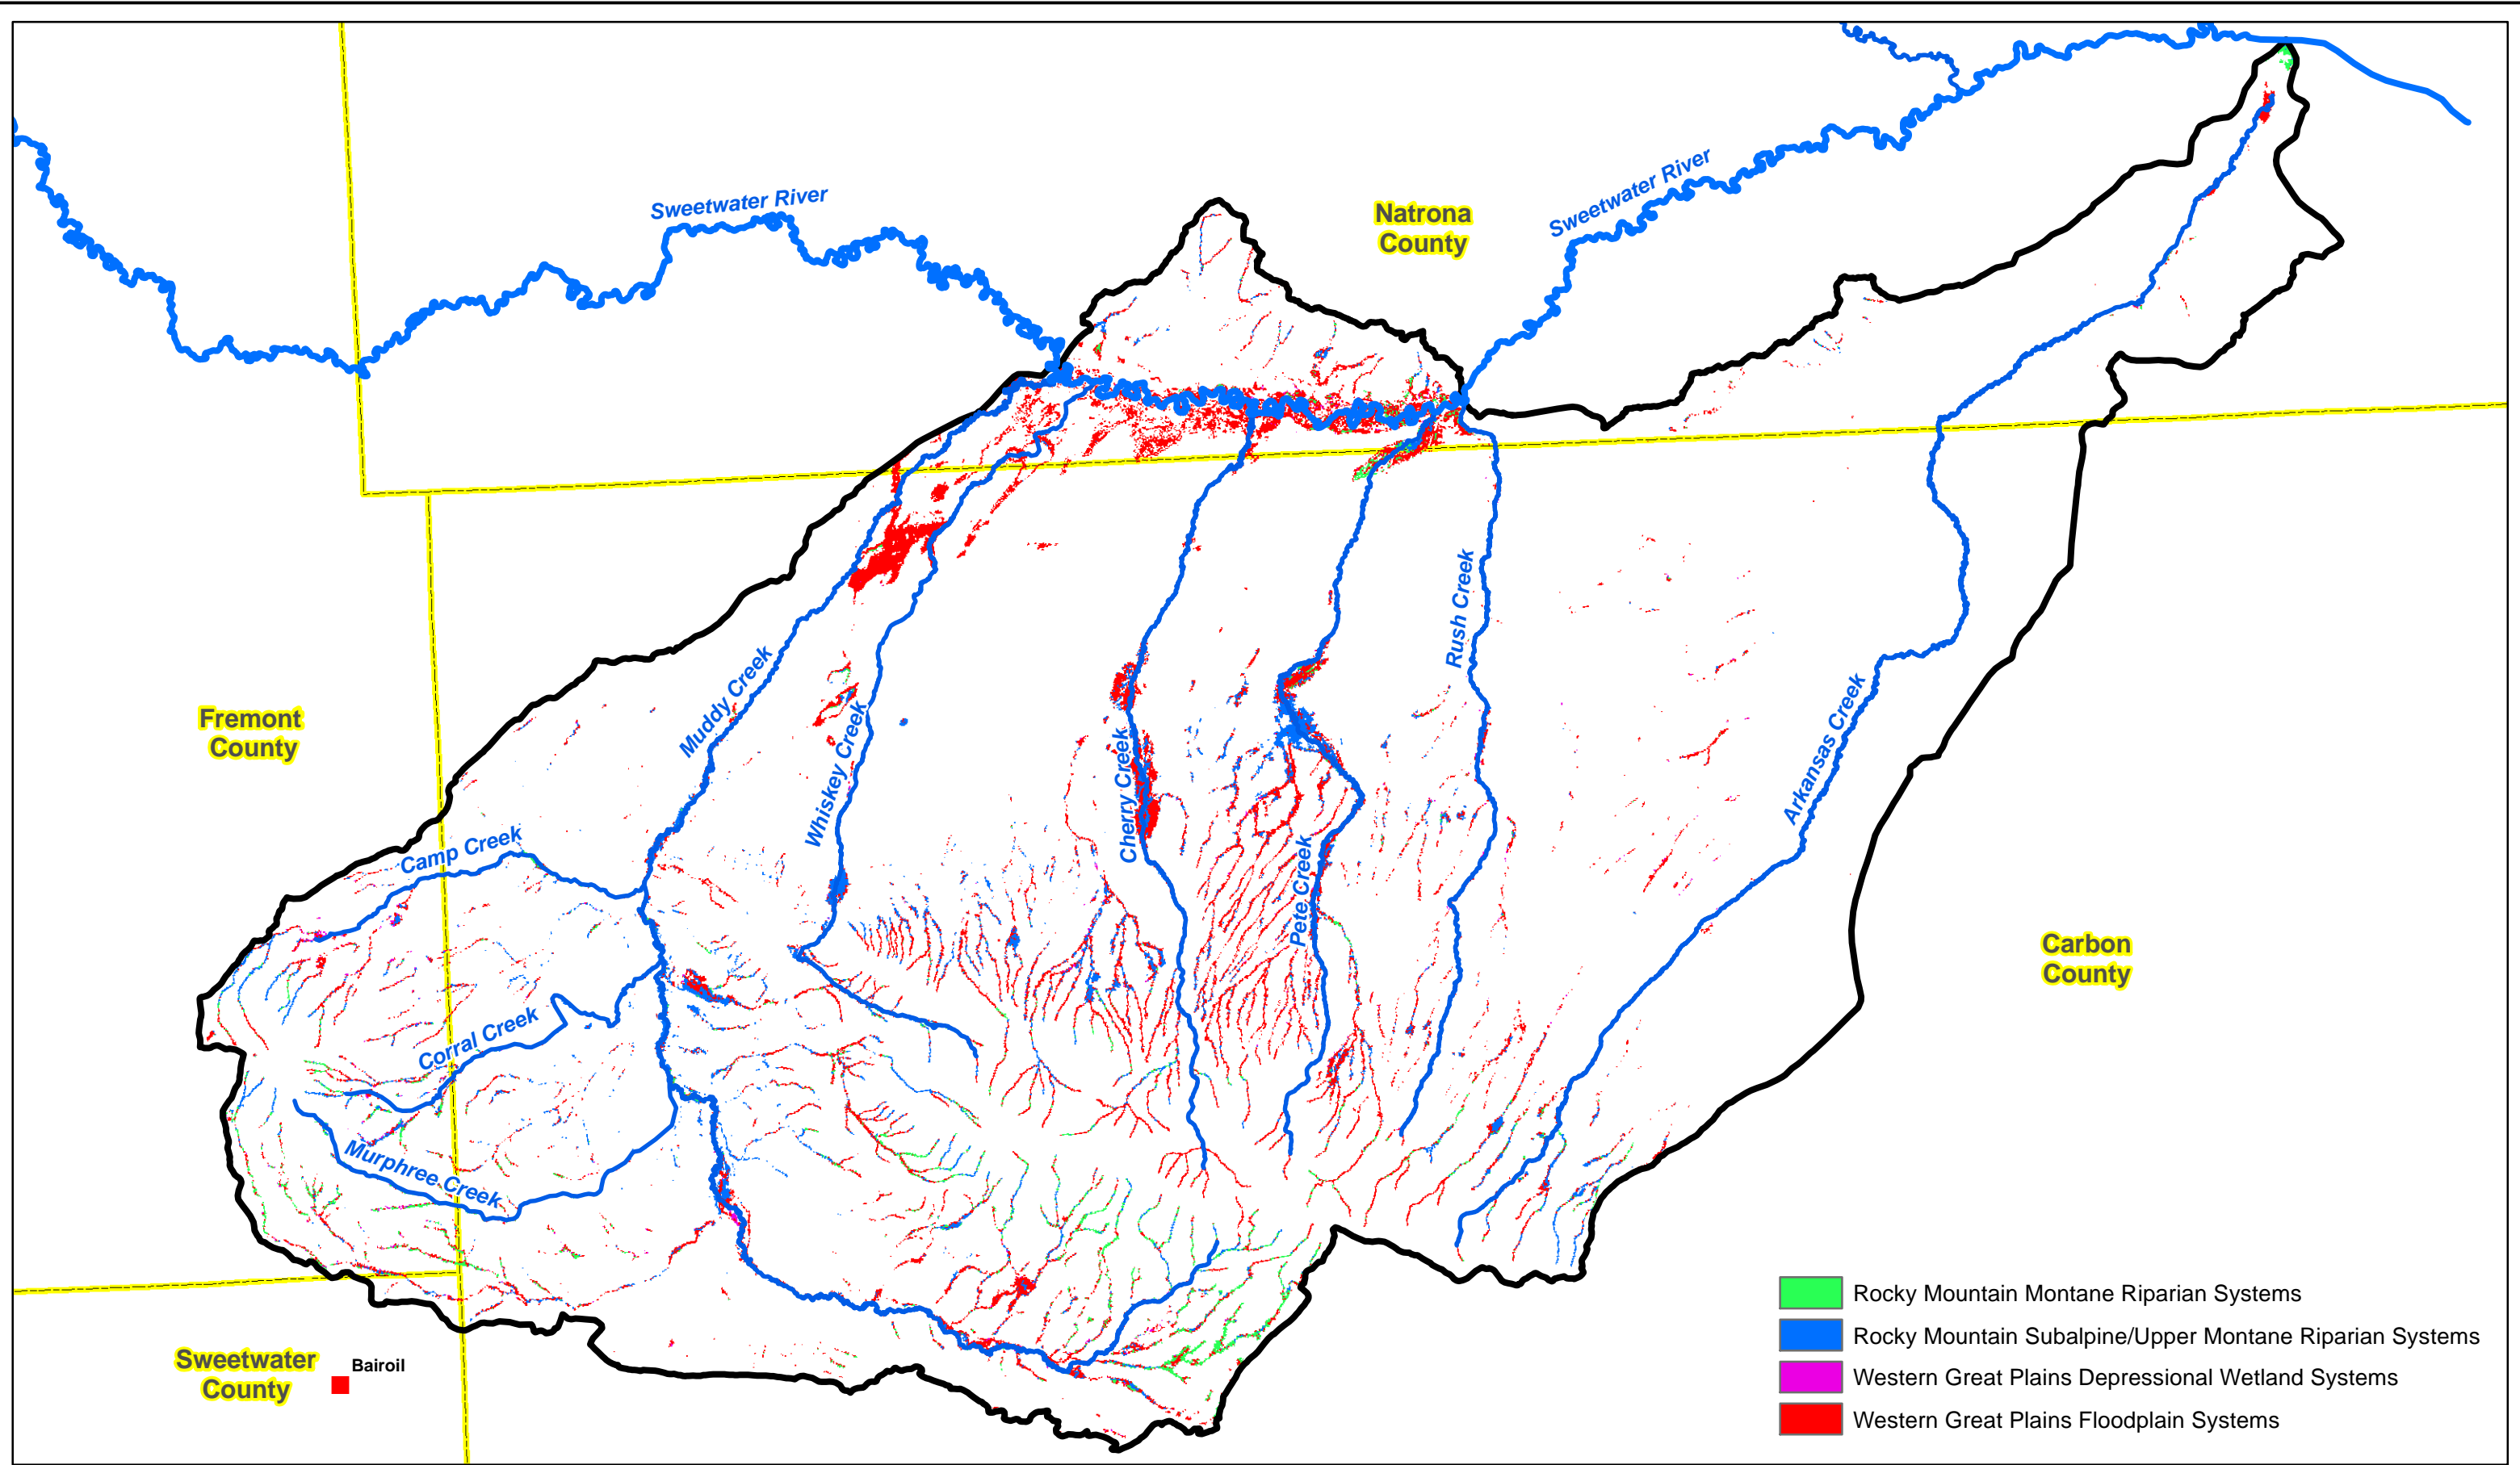 Sweetwater River
Natrona
County
Sweetwater River
Rush Creek
Muddy Creek
Fremont
County
Whiskey Creek
Cherry Creek
Arkansas Creek
Pete Creek
Camp Creek
Carbon
County
Corral Creek
Murphree Creek
Sweetwater
County
Bairoil
Rocky Mountain Montane Riparian Systems
Rocky Mountain Subalpine/Upper Montane Riparian Systems
Western Great Plains Depressional Wetland Systems
Western Great Plains Floodplain Systems